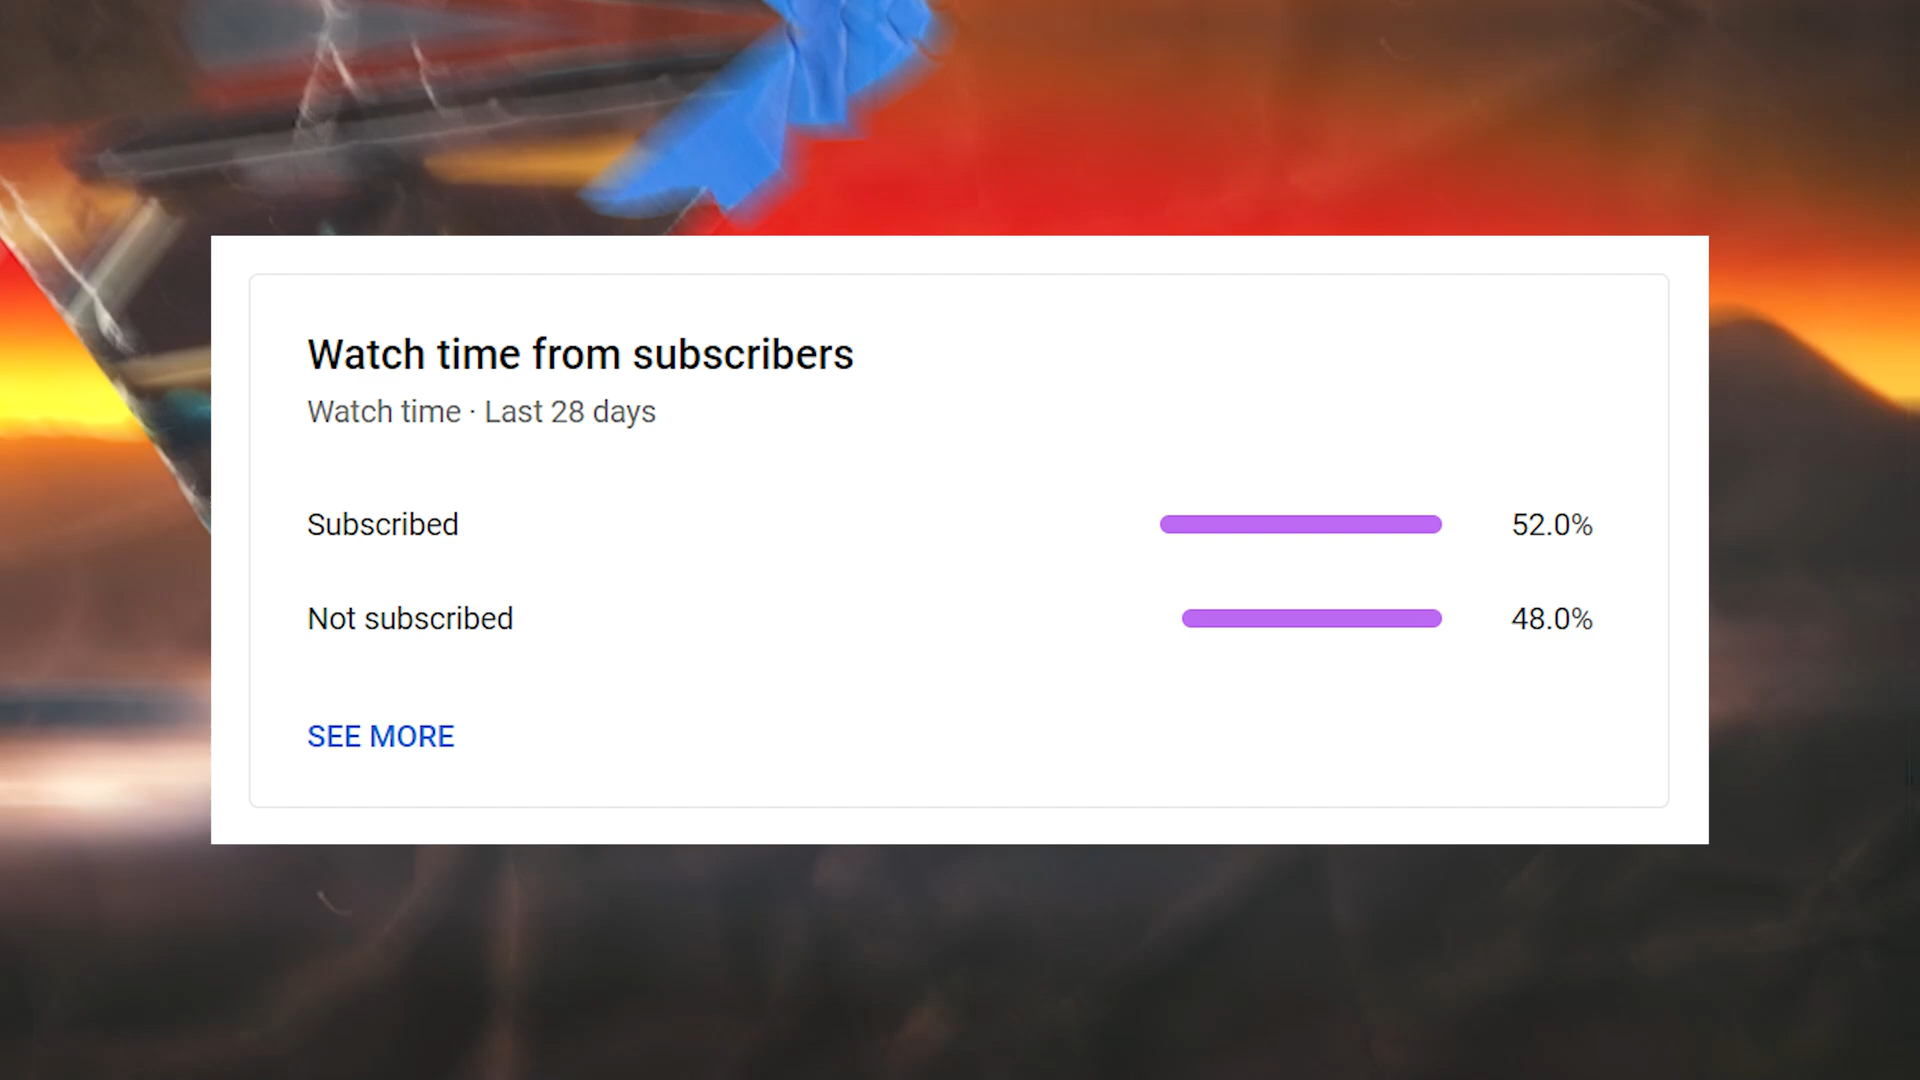 Watch time from subscribers
Watch time · Last 28 days
Subscribed 52.0%
Not subscribed 48.0%
SEE MORE